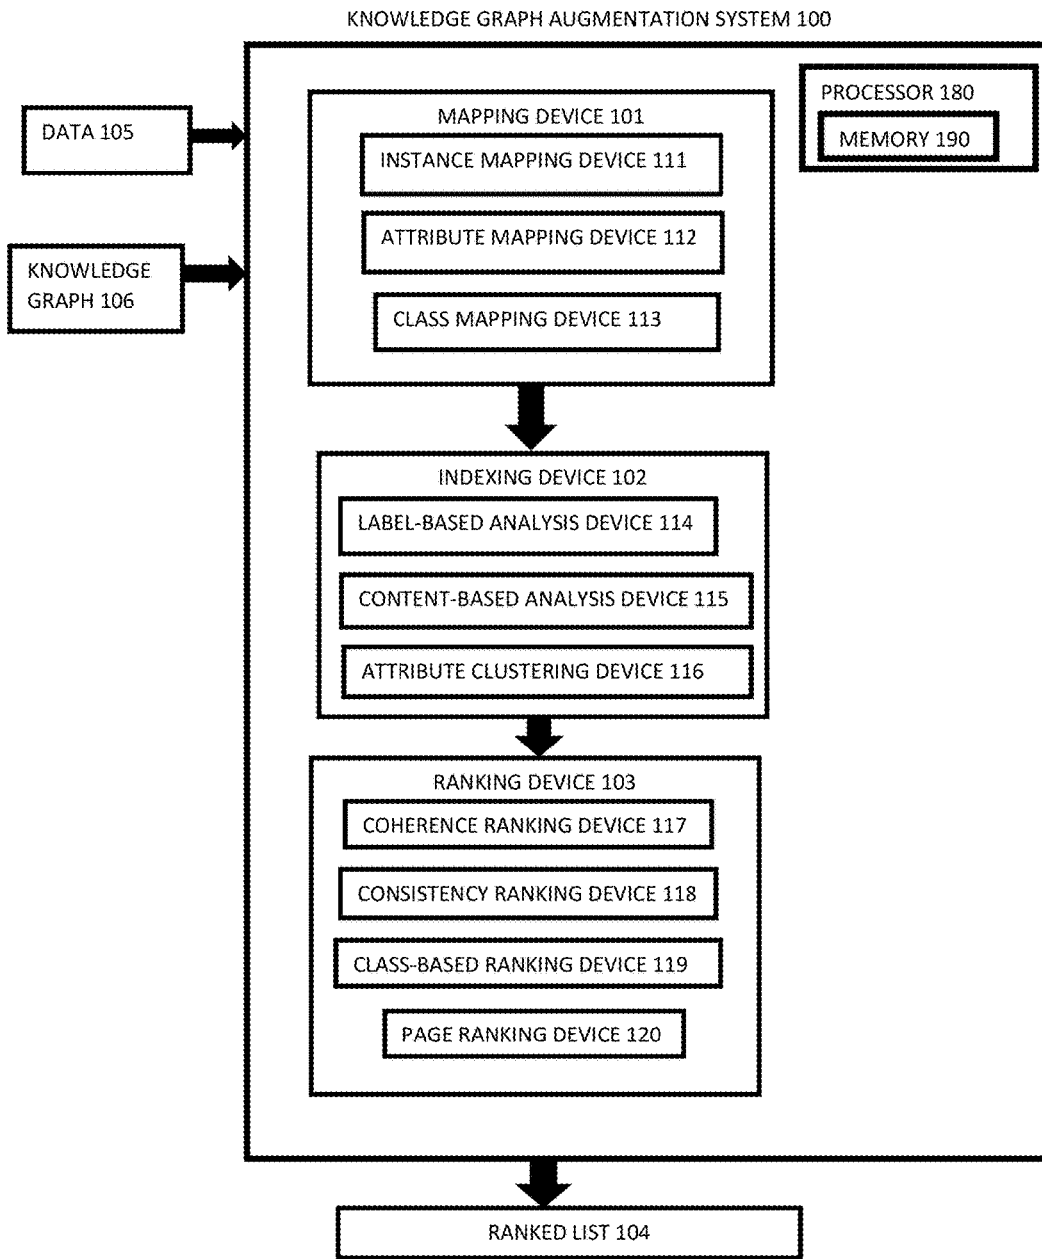 KNOWLEDGE GRAPH AUGMENTATION SYSTEM 100
DATA 105
KNOWLEDGE
GRAPH 106
MAPPING DEVICE 101
INSTANCE MAPPING DEVICE 111
ATTRIBUTE MAPPING DEVICE 112
CLASS MAPPING DEVICE 113
PROCESSOR 180
MEMORY 190
INDEXING DEVICE 102
LABEL-BASED ANALYSIS DEVICE 114
CONTENT-BASED ANALYSIS DEVICE 115
ATTRIBUTE CLUSTERING DEVICE 116
RANKING DEVICE 103
COHERENCE RANKING DEVICE 117
CONSISTENCY RANKING DEVICE 118
CLASS-BASED RANKING DEVICE 119
PAGE RANKING DEVICE 120
RANKED LIST 104